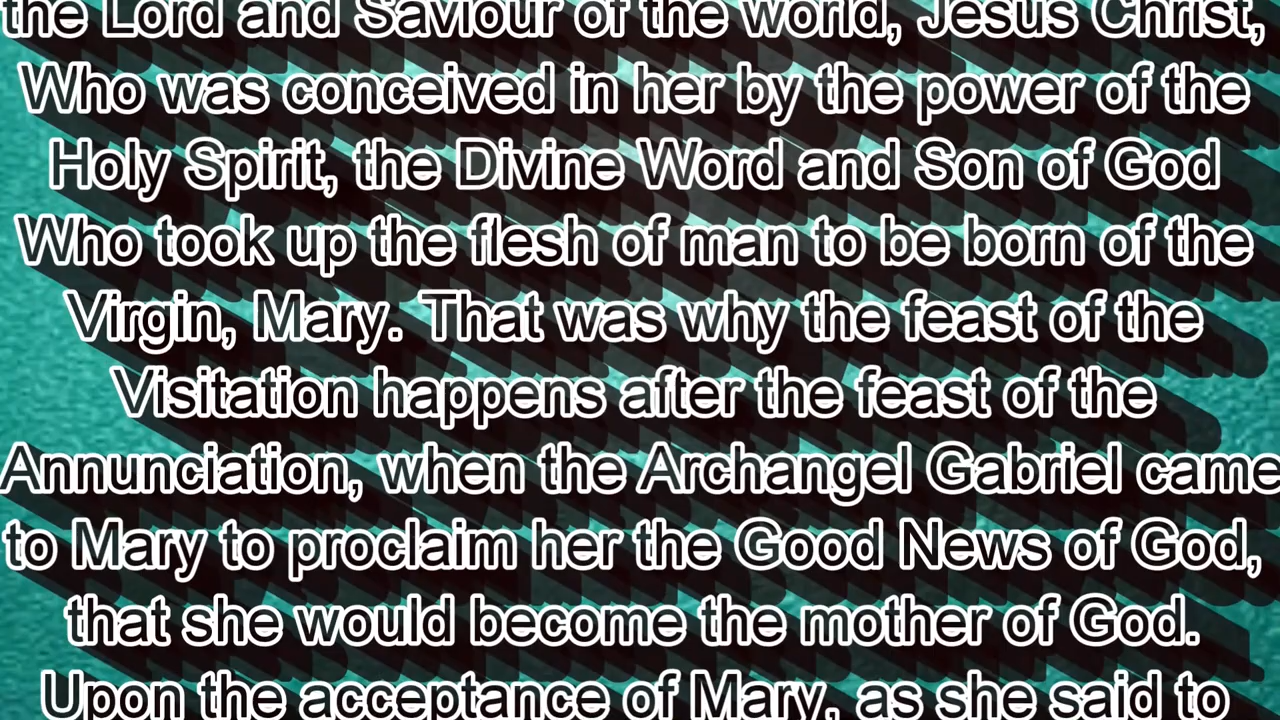 the Lord and Saviour of the world, Jesus Christ,
Who was conceived in her by the power of the
Holy Spirit, the Divine Word and Son of God
Who took up the flesh of man to be born of the
Virgin, Mary. That was why the feast of the
Visitation happens after the feast of the
Annunciation, when the Archangel Gabriel came
to Mary to proclaim her the Good News of God,
that she would become the mother of God.
Upon the acceptance of Mary, as she said to